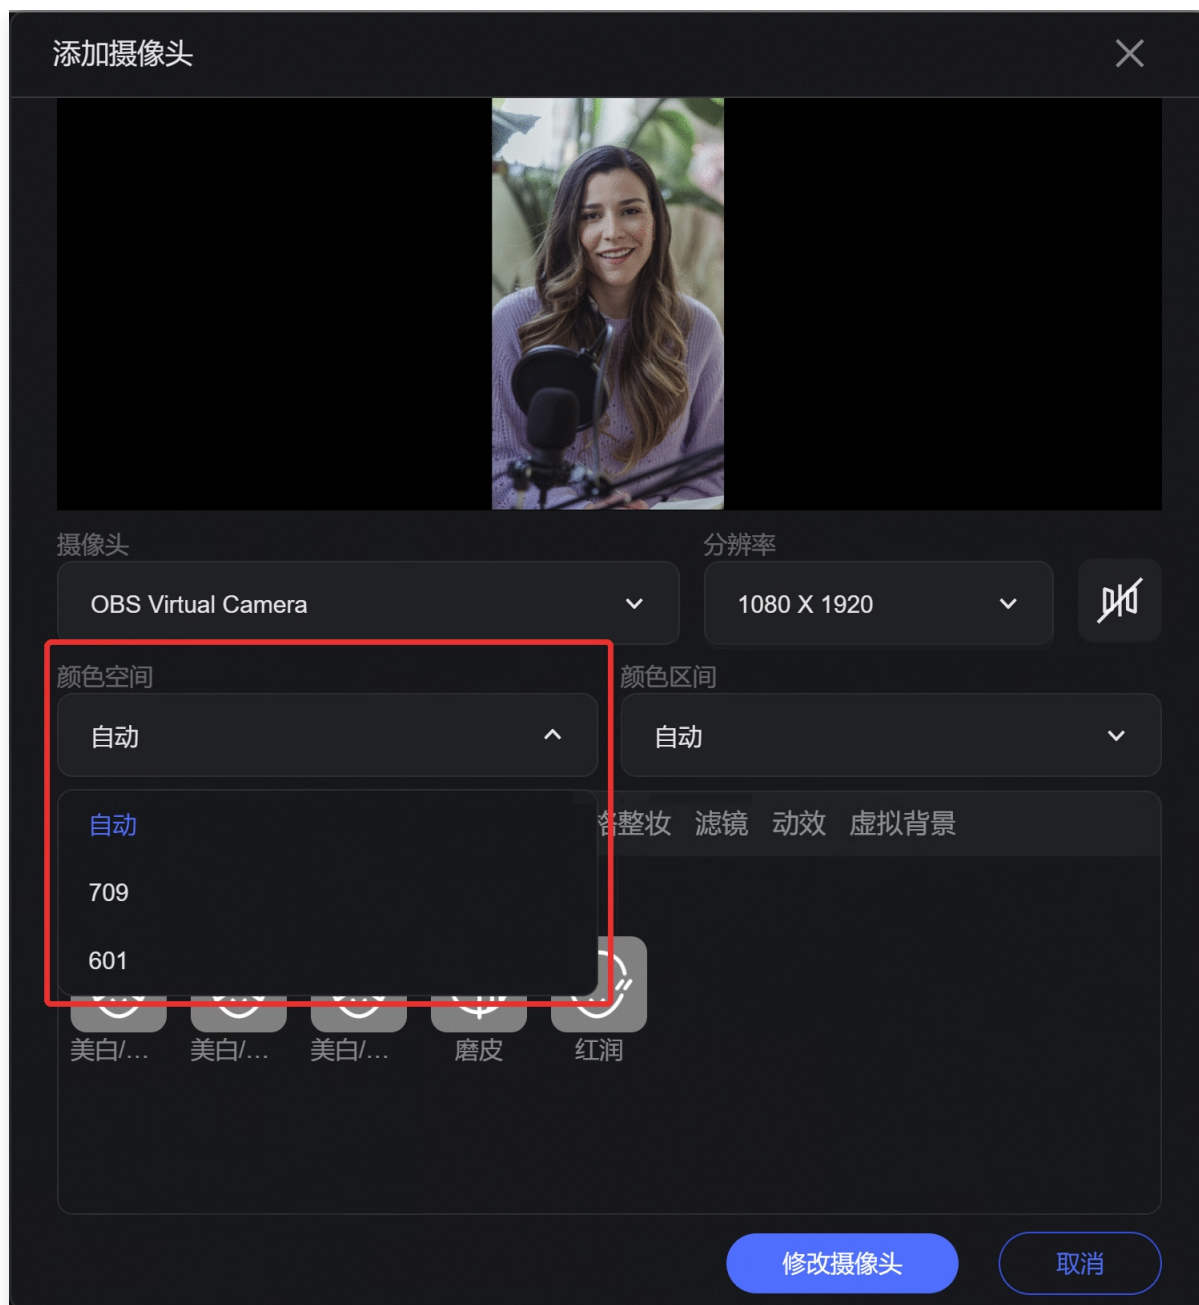 添加摄像头
摄像头
分辨率
OBS Virtual Camera
1080 X 1920
颜色空间
颜色区间
自动
自动
自动
709
601
整妆 滤镜 动效 虚拟背景
美白/...
美白/...
美白/...
磨皮
红润
修改摄像头
取消